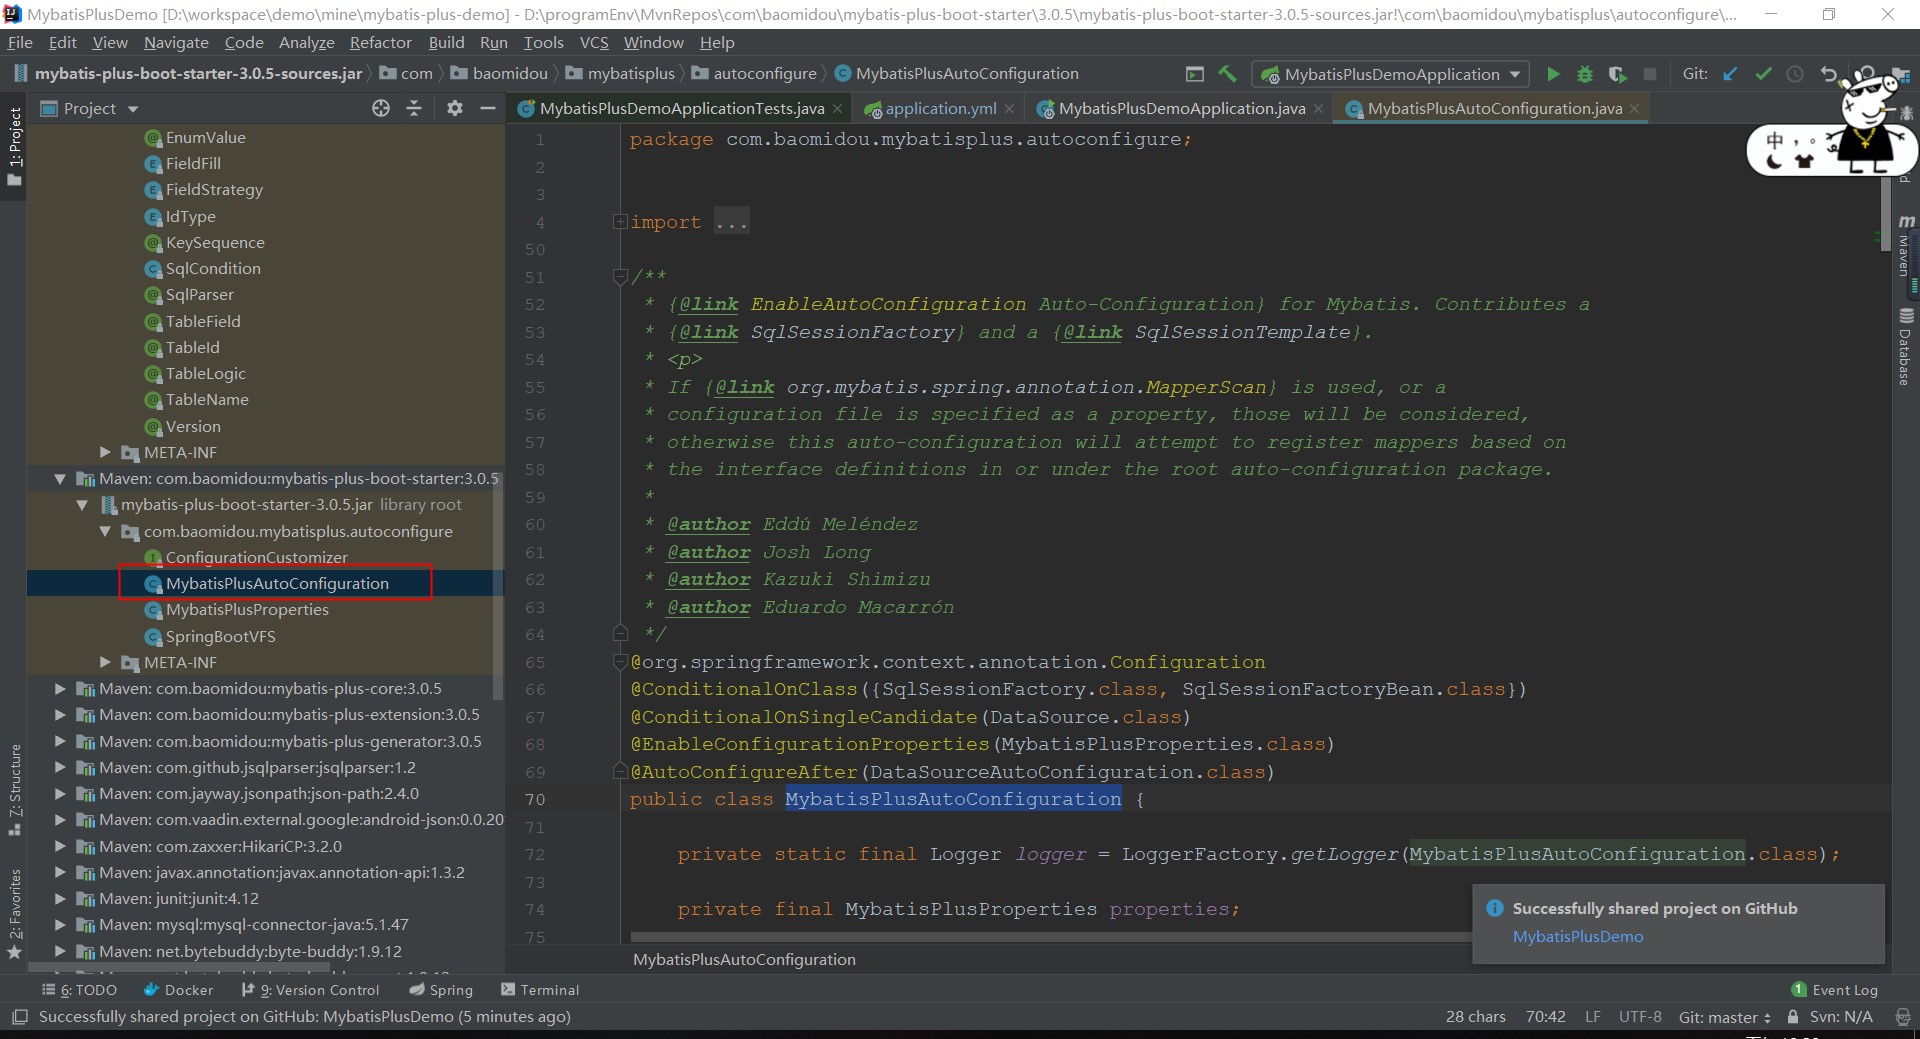 MybatisPlusDemo [D:\workspace\demo\mine\mybatis-plus-demo] - D:\programEnv\MvnRepos\com\baomidou\mybatis-plus-boot-starter\3.0.5\mybatis-plus-boot-starter-3.0.5-sources.jar!\com\baomidou\mybatisplus\autoconfigure\...
File Edit View Navigate Code Analyze Refactor Build Run Tools VCS Window Help
mybatis-plus-boot-starter-3.0.5-sources.jar com baomidou mybatisplus autoconfigure MybatisPlusAutoConfiguration MybatisPlusDemoApplication Git:
Project
MybatisPlusDemoApplicationTests.java application.yml MybatisPlusDemoApplication.java MybatisPlusAutoConfiguration.java
中 , 。
1: Project
7: Structure
2: Favorites
Maven
Database
EnumValue
FieldFill
FieldStrategy
IdType
KeySequence
SqlCondition
SqlParser
TableField
TableId
TableLogic
TableName
Version
META-INF
Maven: com.baomidou:mybatis-plus-boot-starter:3.0.5
mybatis-plus-boot-starter-3.0.5.jar library root
com.baomidou.mybatisplus.autoconfigure
ConfigurationCustomizer
MybatisPlusAutoConfiguration
MybatisPlusProperties
SpringBootVFS
META-INF
Maven: com.baomidou:mybatis-plus-core:3.0.5
Maven: com.baomidou:mybatis-plus-extension:3.0.5
Maven: com.baomidou:mybatis-plus-generator:3.0.5
Maven: com.github.jsqlparser:jsqlparser:1.2
Maven: com.jayway.jsonpath:json-path:2.4.0
Maven: com.vaadin.external.google:android-json:0.0.20
Maven: com.zaxxer:HikariCP:3.2.0
Maven: javax.annotation:javax.annotation-api:1.3.2
Maven: junit:junit:4.12
Maven: mysql:mysql-connector-java:5.1.47
Maven: net.bytebuddy:byte-buddy:1.9.12
1 package com.baomidou.mybatisplus.autoconfigure;
2
3
4 import ...
50
51 /**
52 * {@link EnableAutoConfiguration Auto-Configuration} for Mybatis. Contributes a
53 * {@link SqlSessionFactory} and a {@link SqlSessionTemplate}.
54 * <p>
55 * If {@link org.mybatis.spring.annotation.MapperScan} is used, or a
56 * configuration file is specified as a property, those will be considered,
57 * otherwise this auto-configuration will attempt to register mappers based on
58 * the interface definitions in or under the root auto-configuration package.
59 *
60 * @author Eddú Meléndez
61 * @author Josh Long
62 * @author Kazuki Shimizu
63 * @author Eduardo Macarrón
64 */
65 @org.springframework.context.annotation.Configuration
66 @ConditionalOnClass({SqlSessionFactory.class, SqlSessionFactoryBean.class})
67 @ConditionalOnSingleCandidate(DataSource.class)
68 @EnableConfigurationProperties(MybatisPlusProperties.class)
69 @AutoConfigureAfter(DataSourceAutoConfiguration.class)
70 public class MybatisPlusAutoConfiguration {
71
72 private static final Logger logger = LoggerFactory.getLogger(MybatisPlusAutoConfiguration.class);
73
74 private final MybatisPlusProperties properties;
75
Successfully shared project on GitHub
MybatisPlusDemo
MybatisPlusAutoConfiguration
6: TODO Docker 9: Version Control Spring Terminal 1 Event Log
Successfully shared project on GitHub: MybatisPlusDemo (5 minutes ago) 28 chars 70:42 LF UTF-8 Git: master Svn: N/A